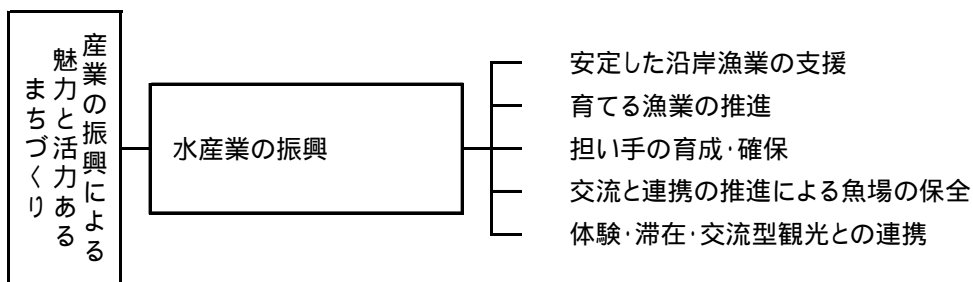 産業の振興による
魅力と活力ある
まちづくり
水産業の振興
安定した沿岸漁業の支援
育てる漁業の推進
担い手の育成・確保
交流と連携の推進による魚場の保全
体験・滞在・交流型観光との連携